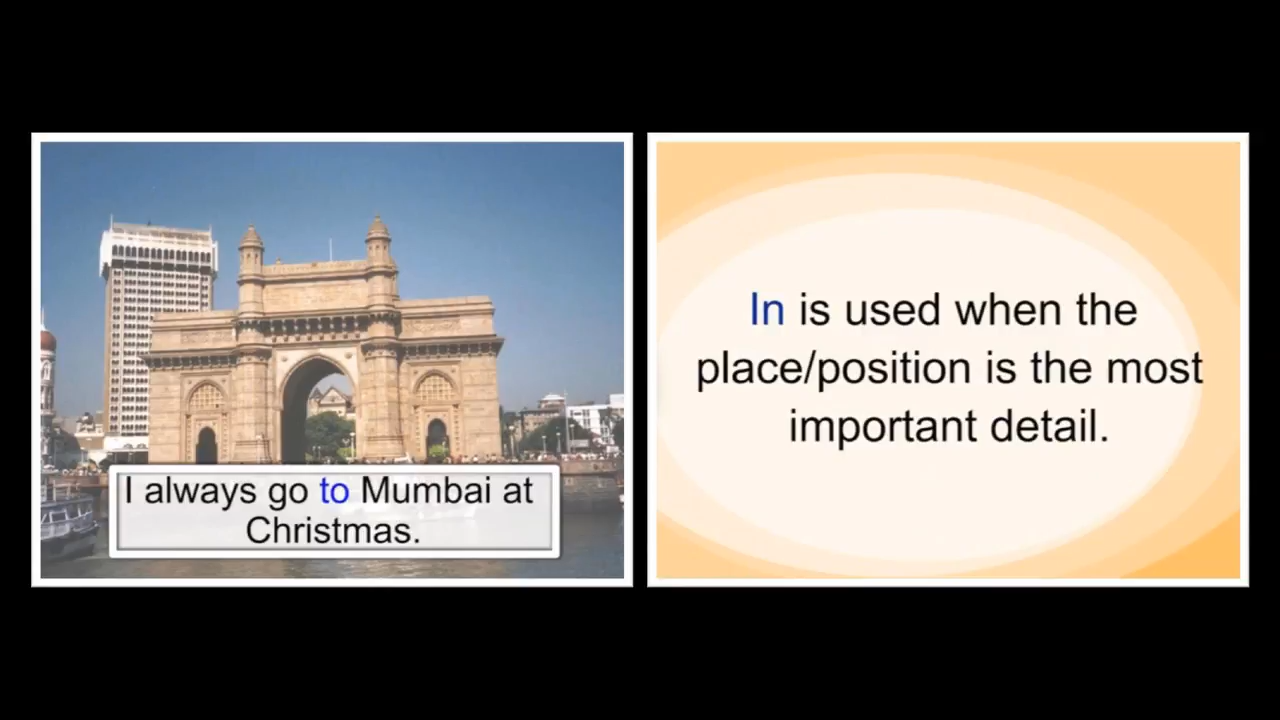 I always go to Mumbai at
Christmas.
In is used when the
place/position is the most
important detail.